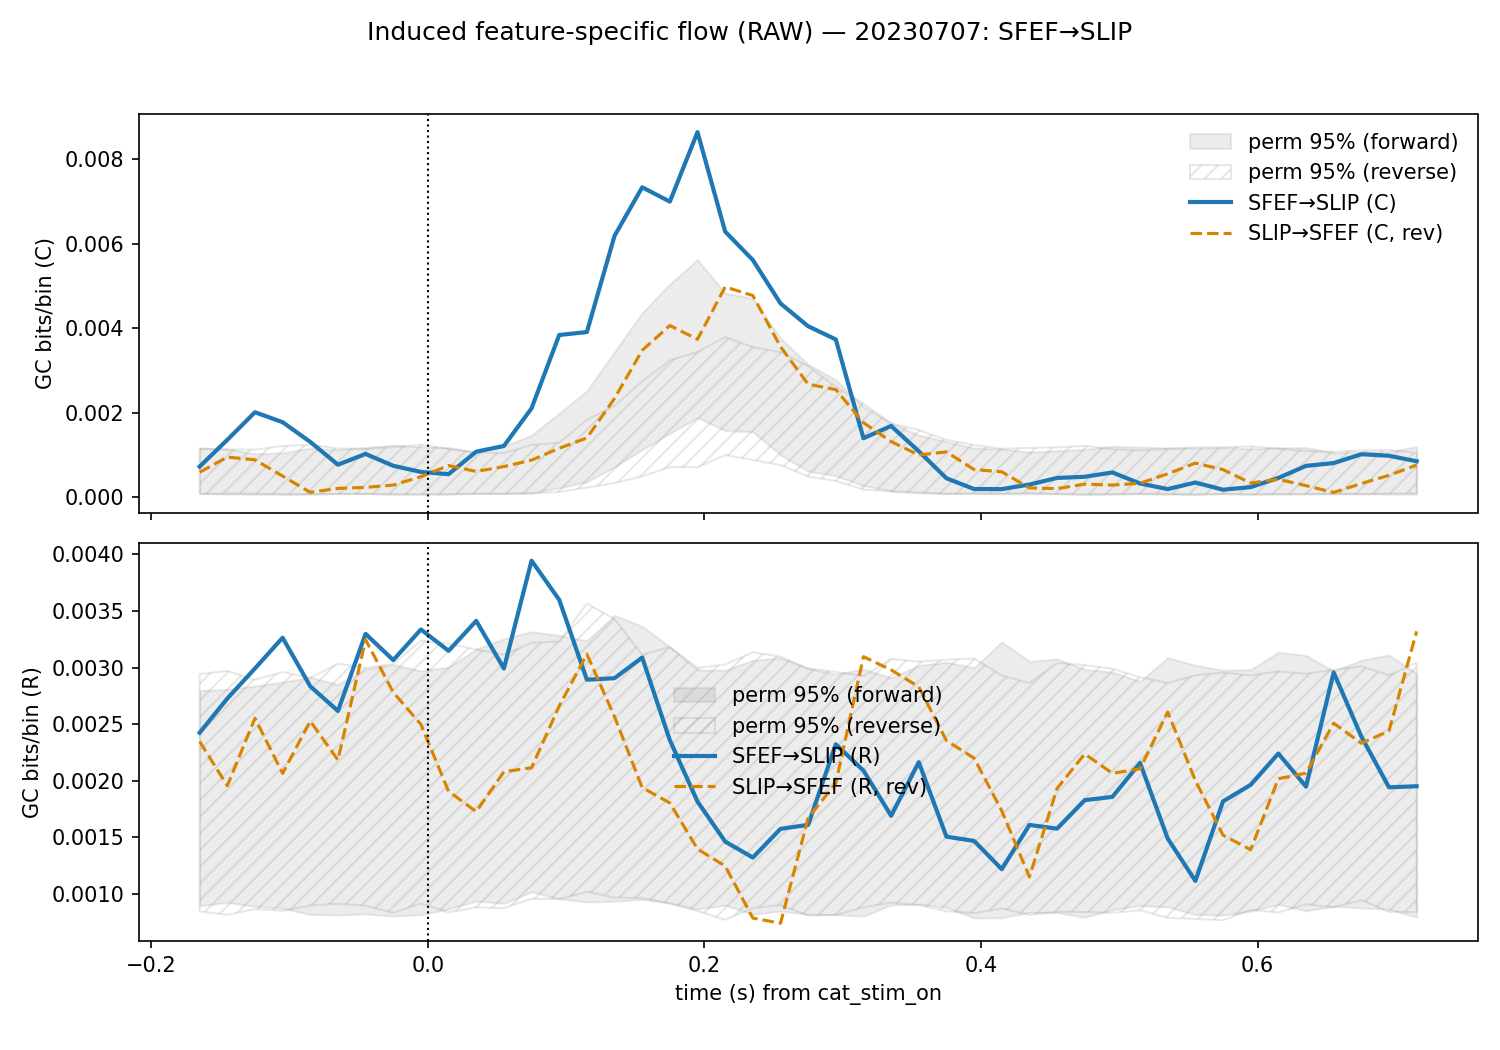 Induced feature-specific flow (RAW) — 20230707: SFEF→SLIP
GC bits/bin (C)
0.008
0.006
0.004
0.002
0.000
perm 95% (forward)
perm 95% (reverse)
SFEF→SLIP (C)
SLIP→SFEF (C, rev)
GC bits/bin (R)
0.0040
0.0035
0.0030
0.0025
0.0020
0.0015
0.0010
perm 95% (forward)
perm 95% (reverse)
SFEF→SLIP (R)
SLIP→SFEF (R, rev)
−0.2 0.0 0.2 0.4 0.6
time (s) from cat_stim_on